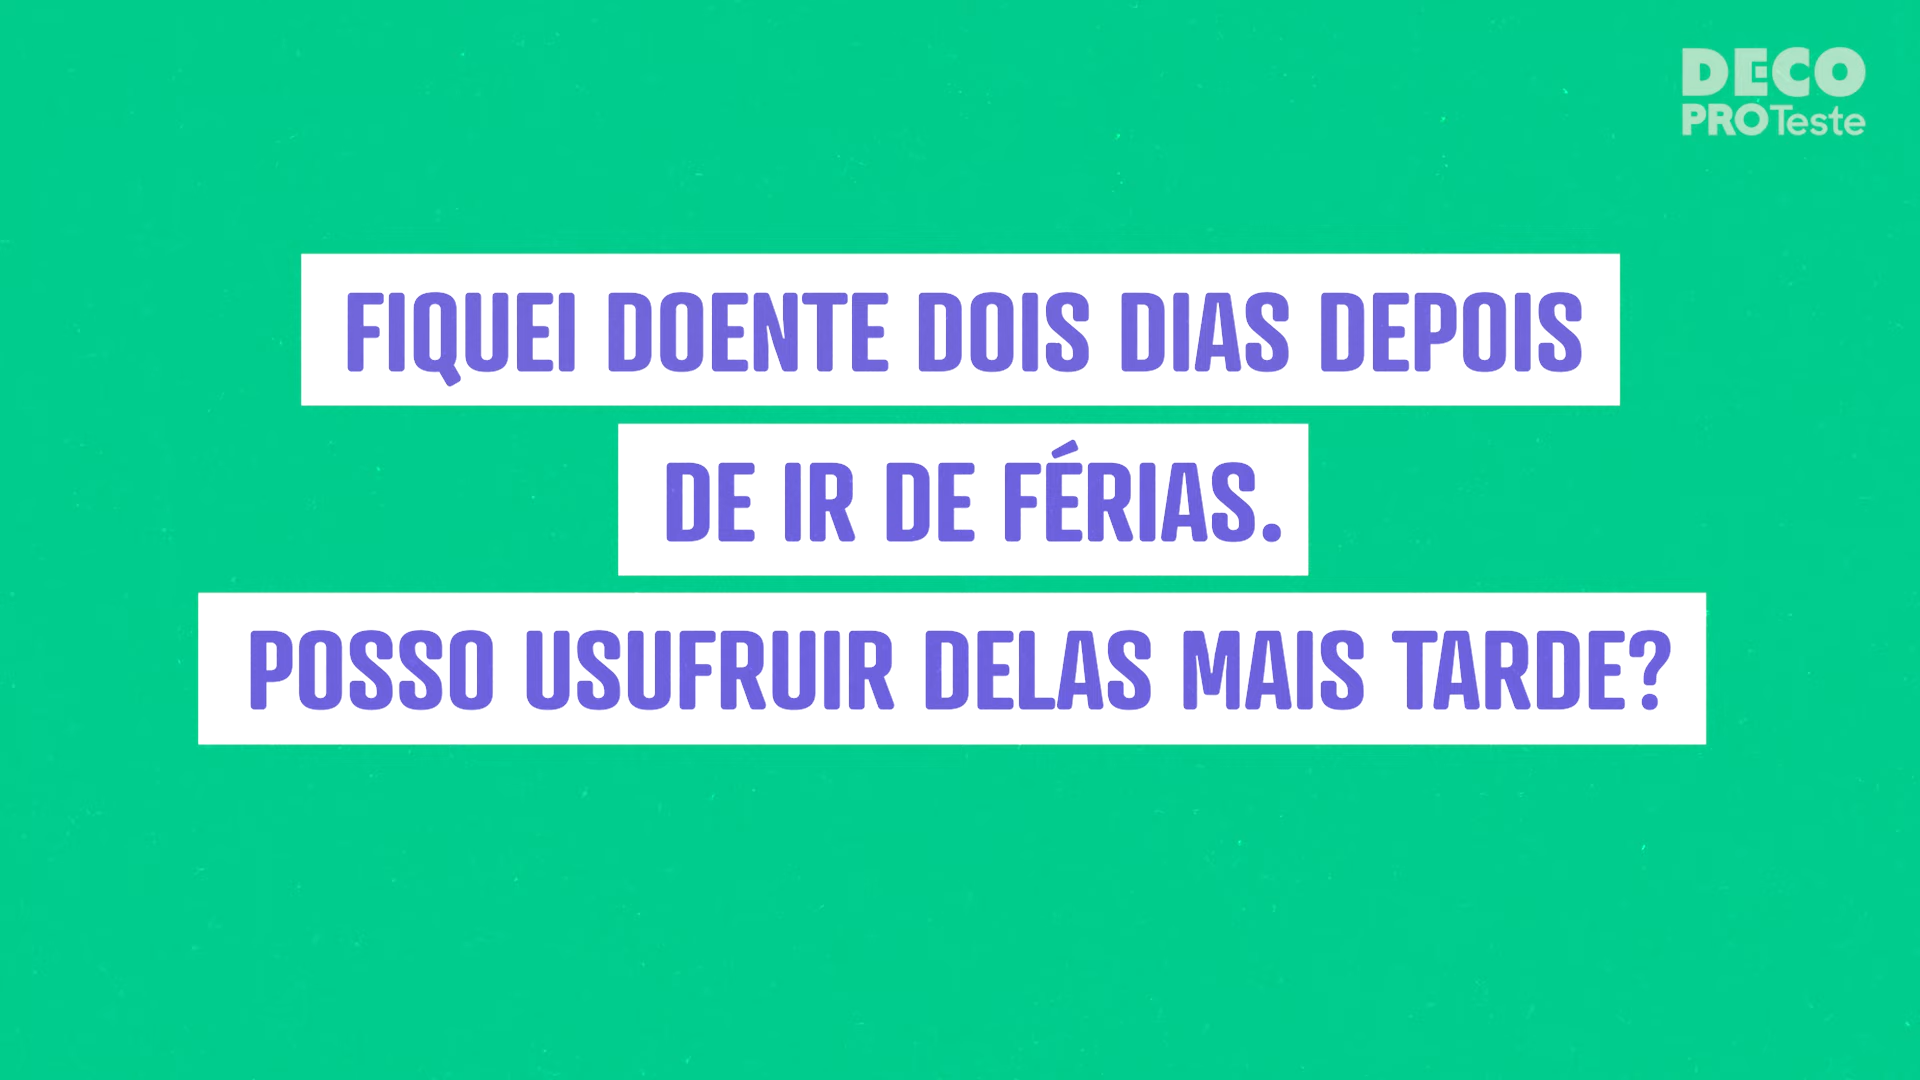 DECO
PROTeste
FIQUEI DOENTE DOIS DIAS DEPOIS
DE IR DE FÉRIAS.
POSSO USUFRUIR DELAS MAIS TARDE?